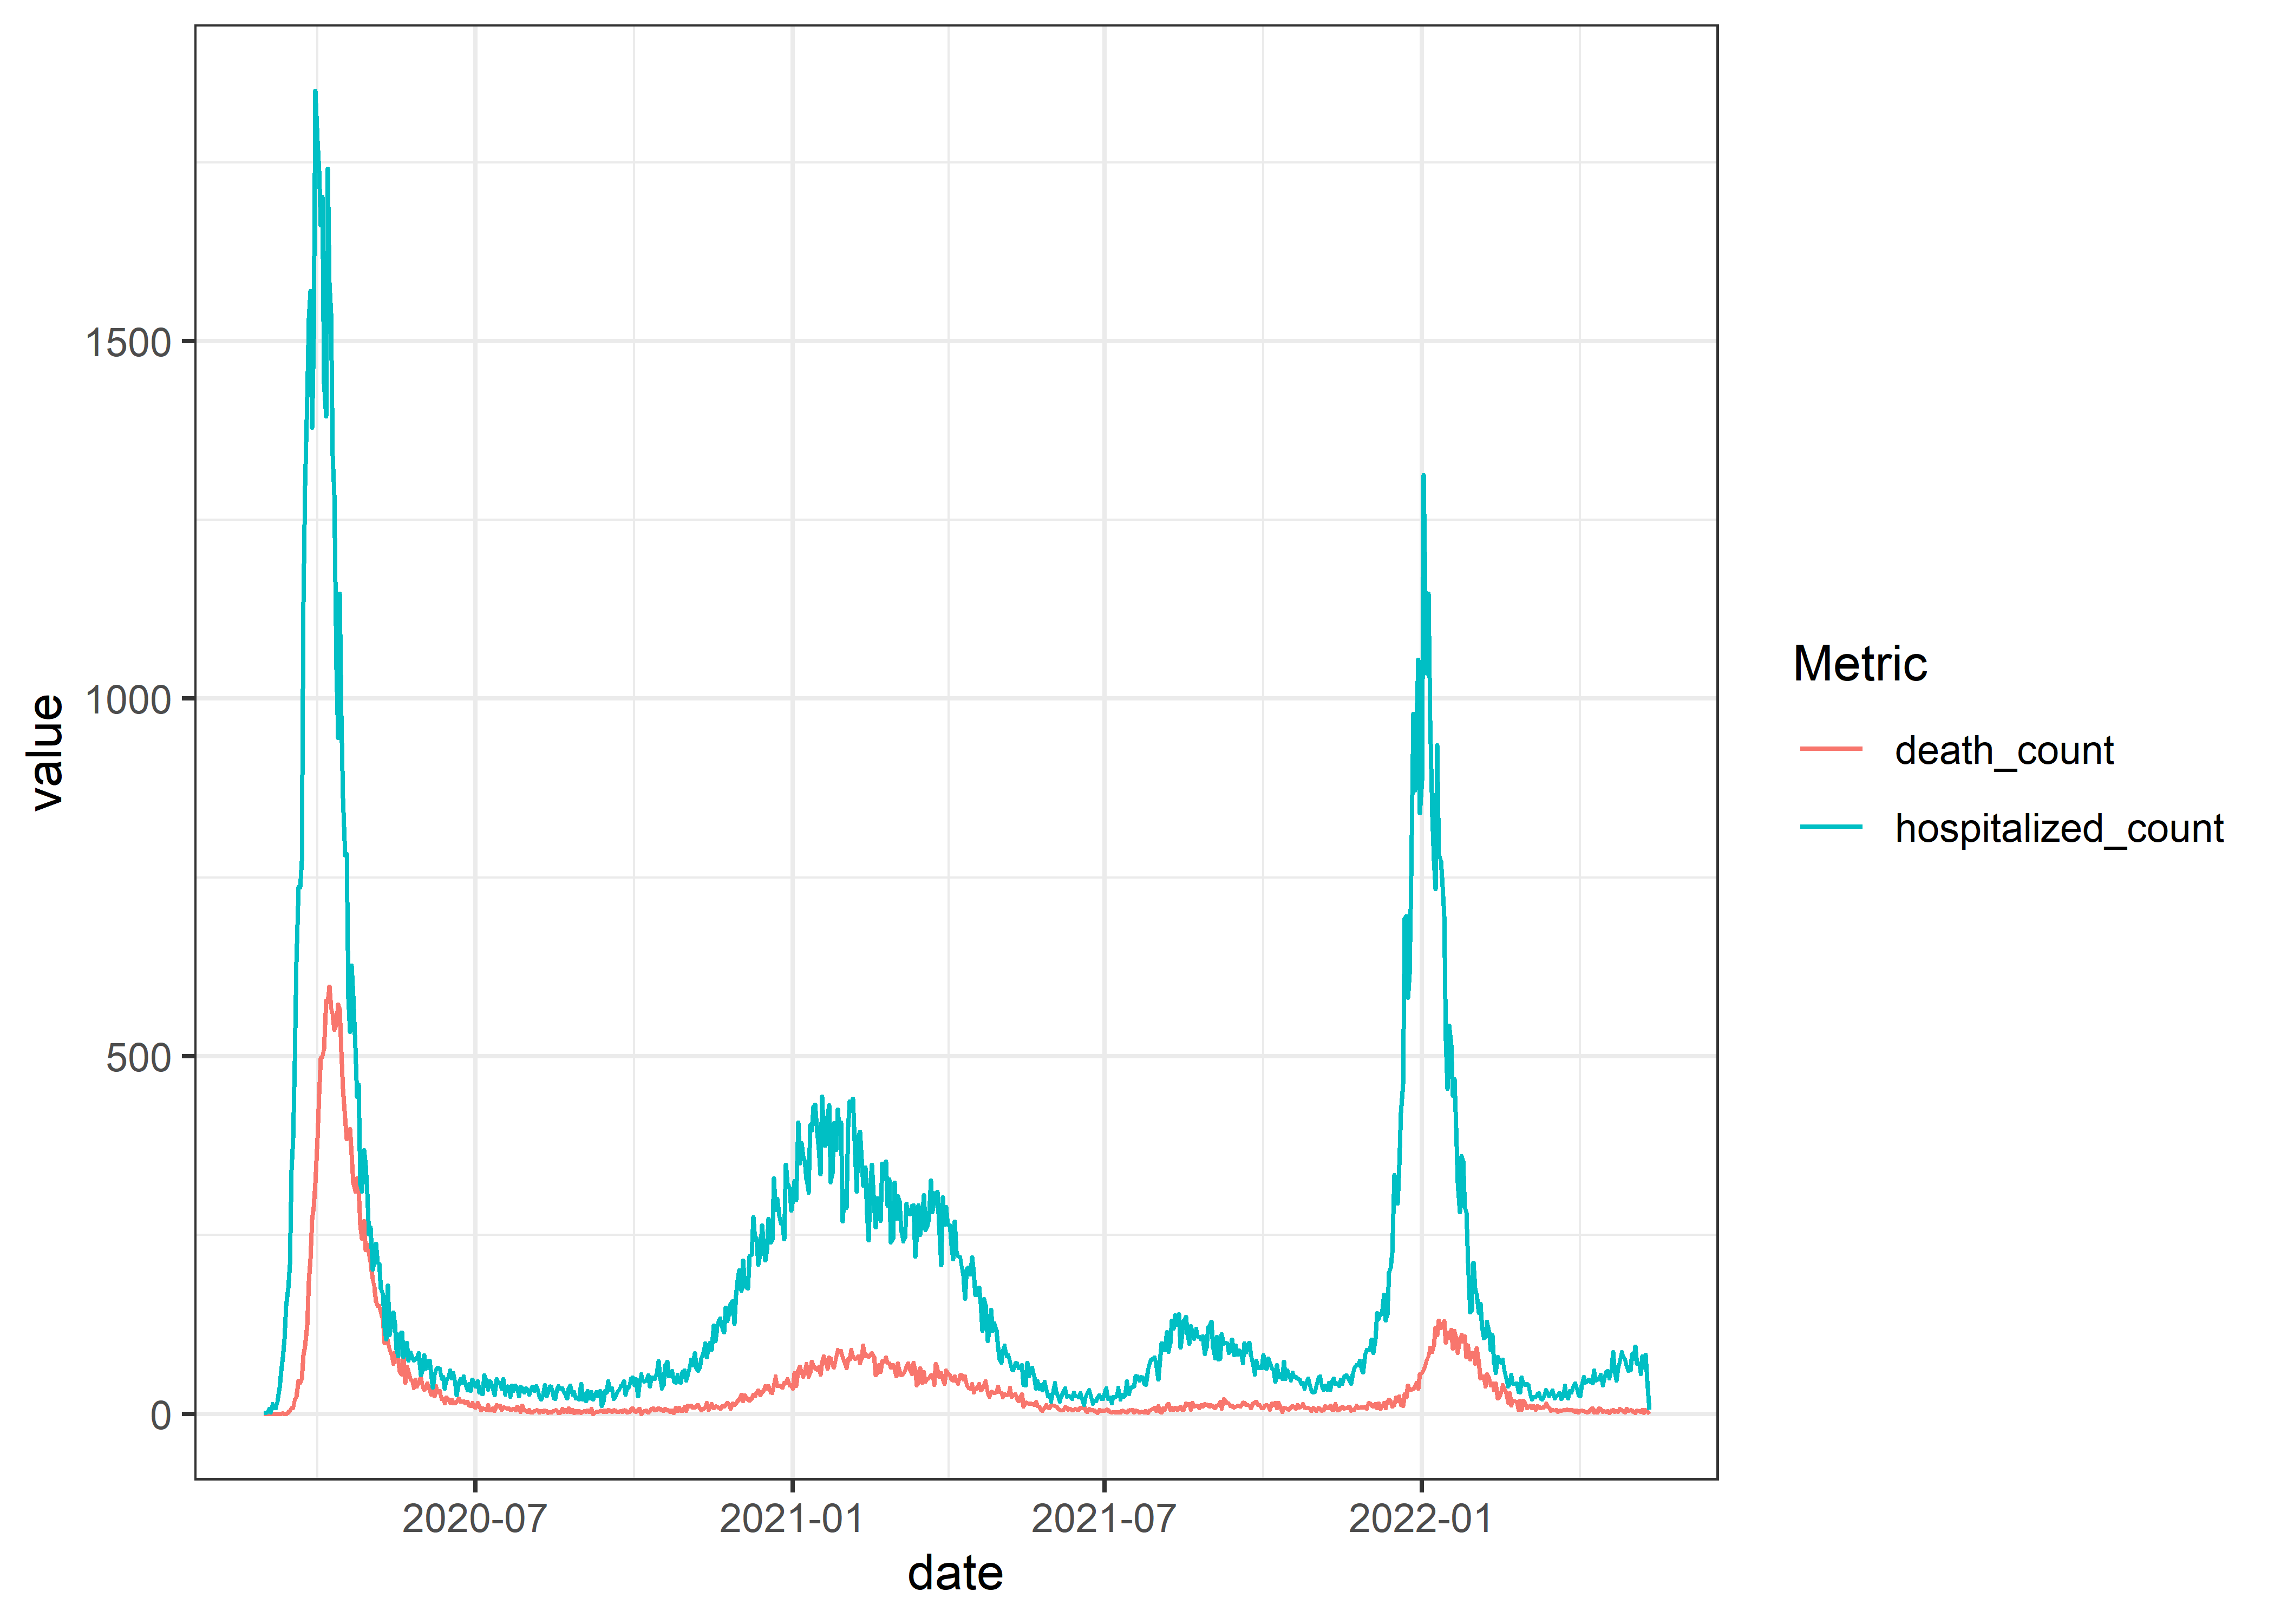 value
1500
1000
500
0
2020-07
2021-01
2021-07
2022-01
date
Metric
death_count
hospitalized_count